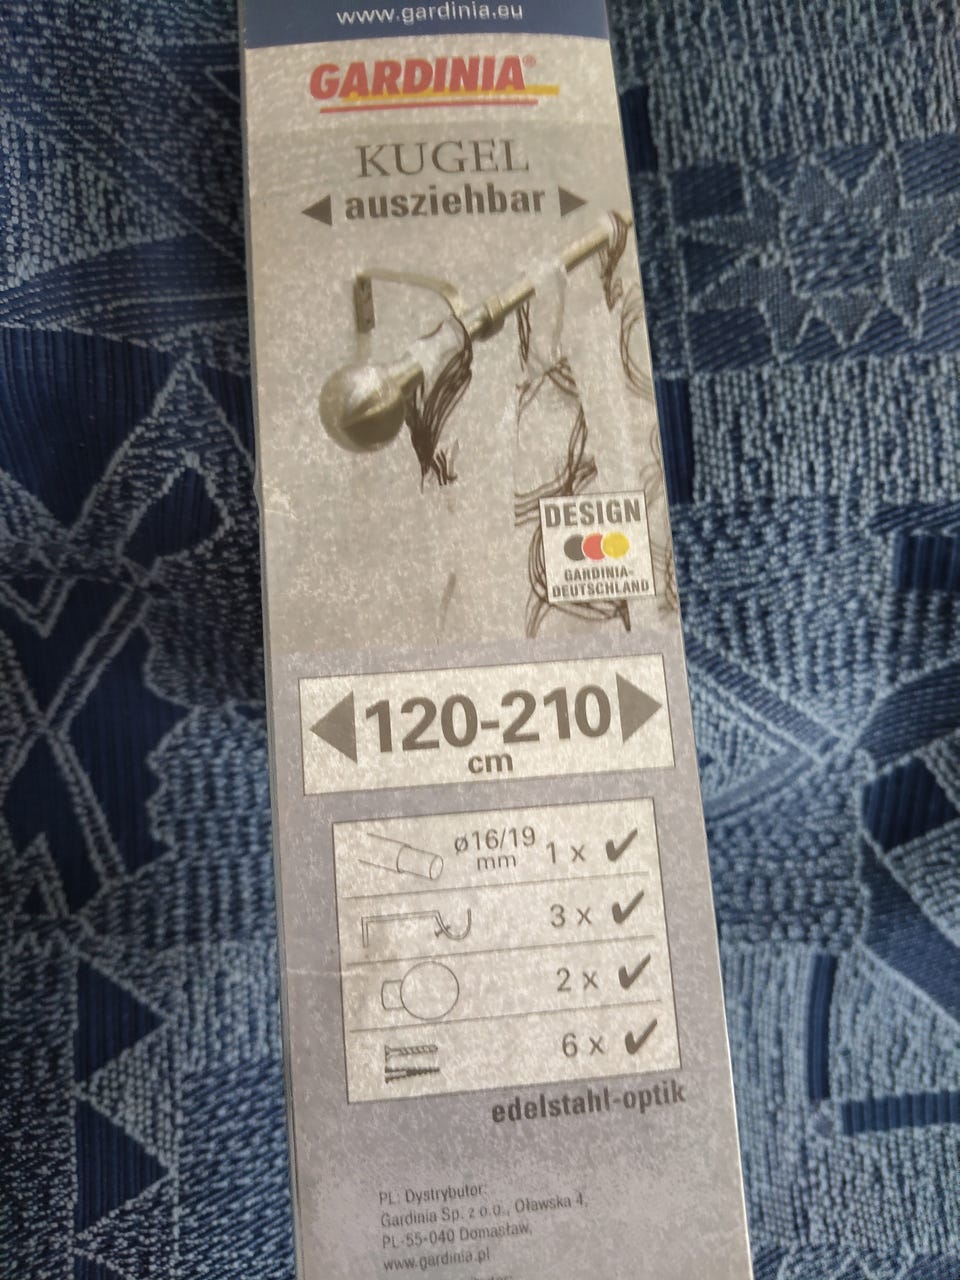 www.gardinia.eu
GARDINIA®
KUGEL
ausziehbar
DESIGN
GARDINIA-
DEUTSCHLAND
120-210
cm
ø16/19
mm
1 x ✔
3 x ✔
2 x ✔
6 x ✔
edelstahl-optik
PL: Dystrybutor:
Gardinia Sp. z o.o., Oławska 4,
PL-55-040 Domasław,
www.gardinia.pl